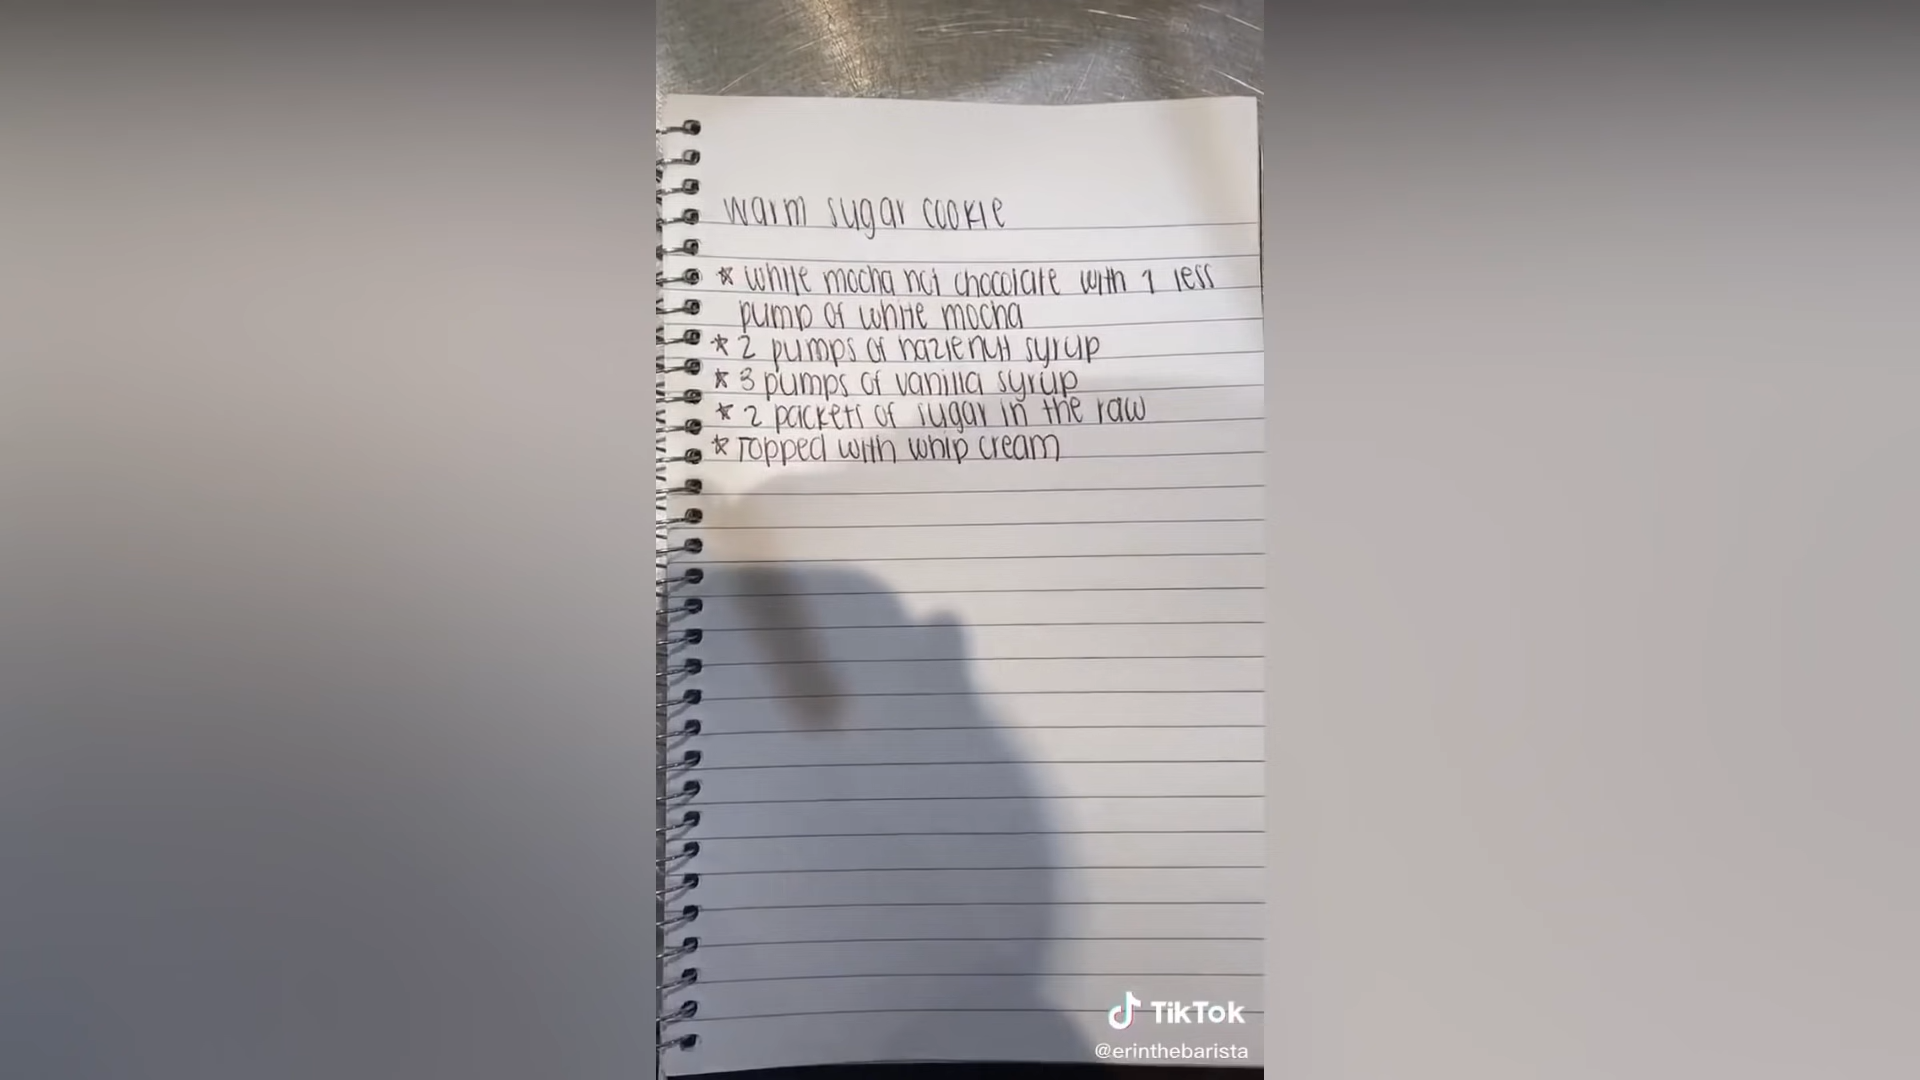 warm sugar cookie
* white mocha hot chocolate with 1 less
pump of white mocha
* 2 pumps of hazlenut syrup
* 3 pumps of vanilla syrup
* 2 packets of sugar in the raw
* Topped with whip cream
TikTok
@erinthebarista